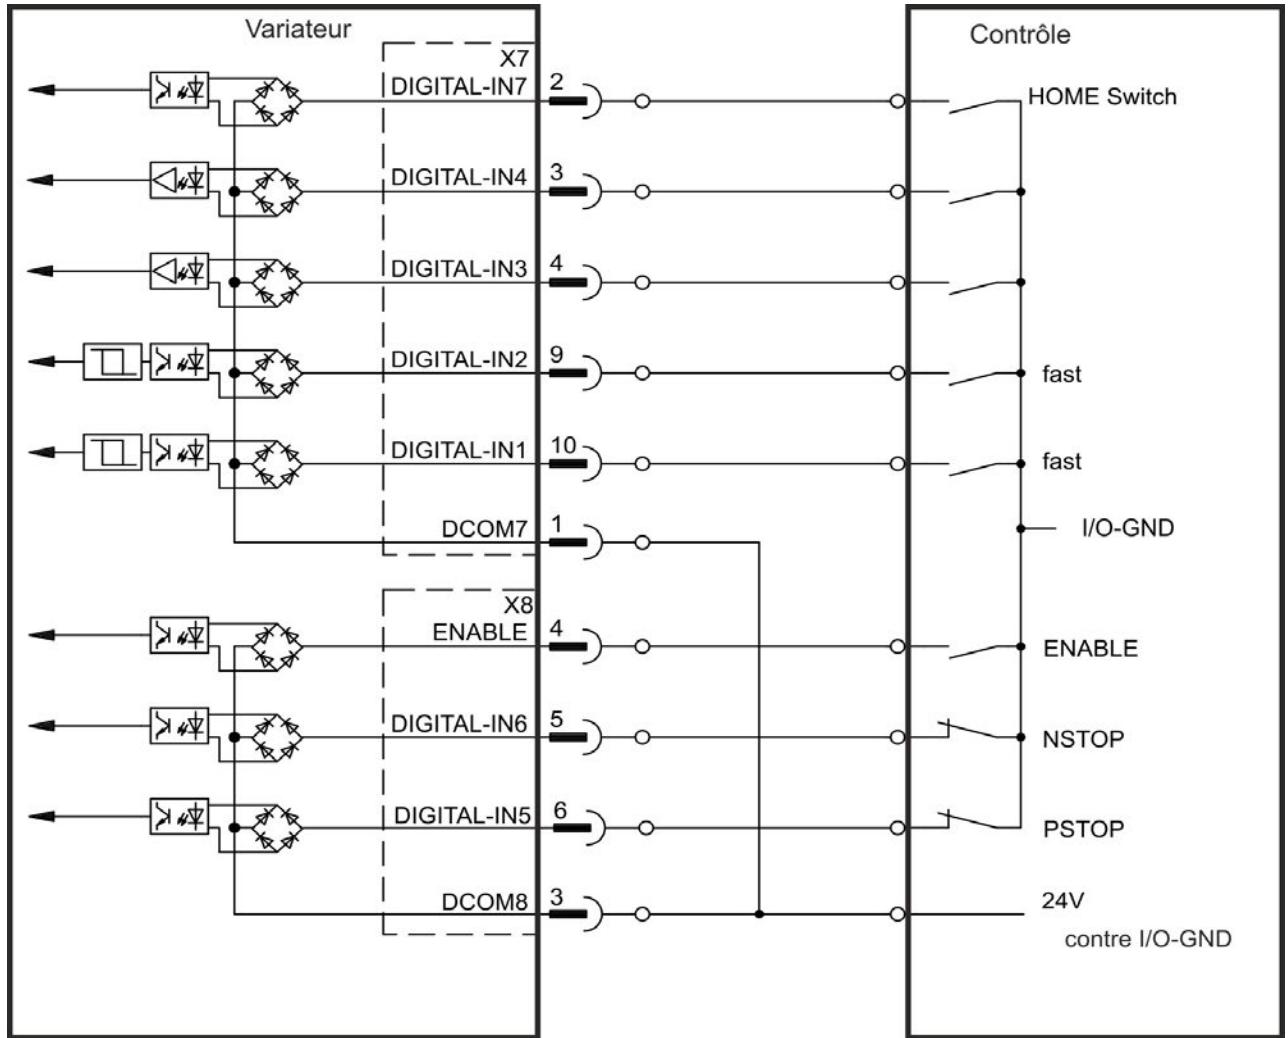 Variateur
Contrôle
X7
DIGITAL-IN7 2
HOME Switch
DIGITAL-IN4 3
DIGITAL-IN3 4
DIGITAL-IN2 9
fast
DIGITAL-IN1 10
fast
DCOM7 1
I/O-GND
X8
ENABLE 4
ENABLE
DIGITAL-IN6 5
NSTOP
DIGITAL-IN5 6
PSTOP
DCOM8 3
24V
contre I/O-GND